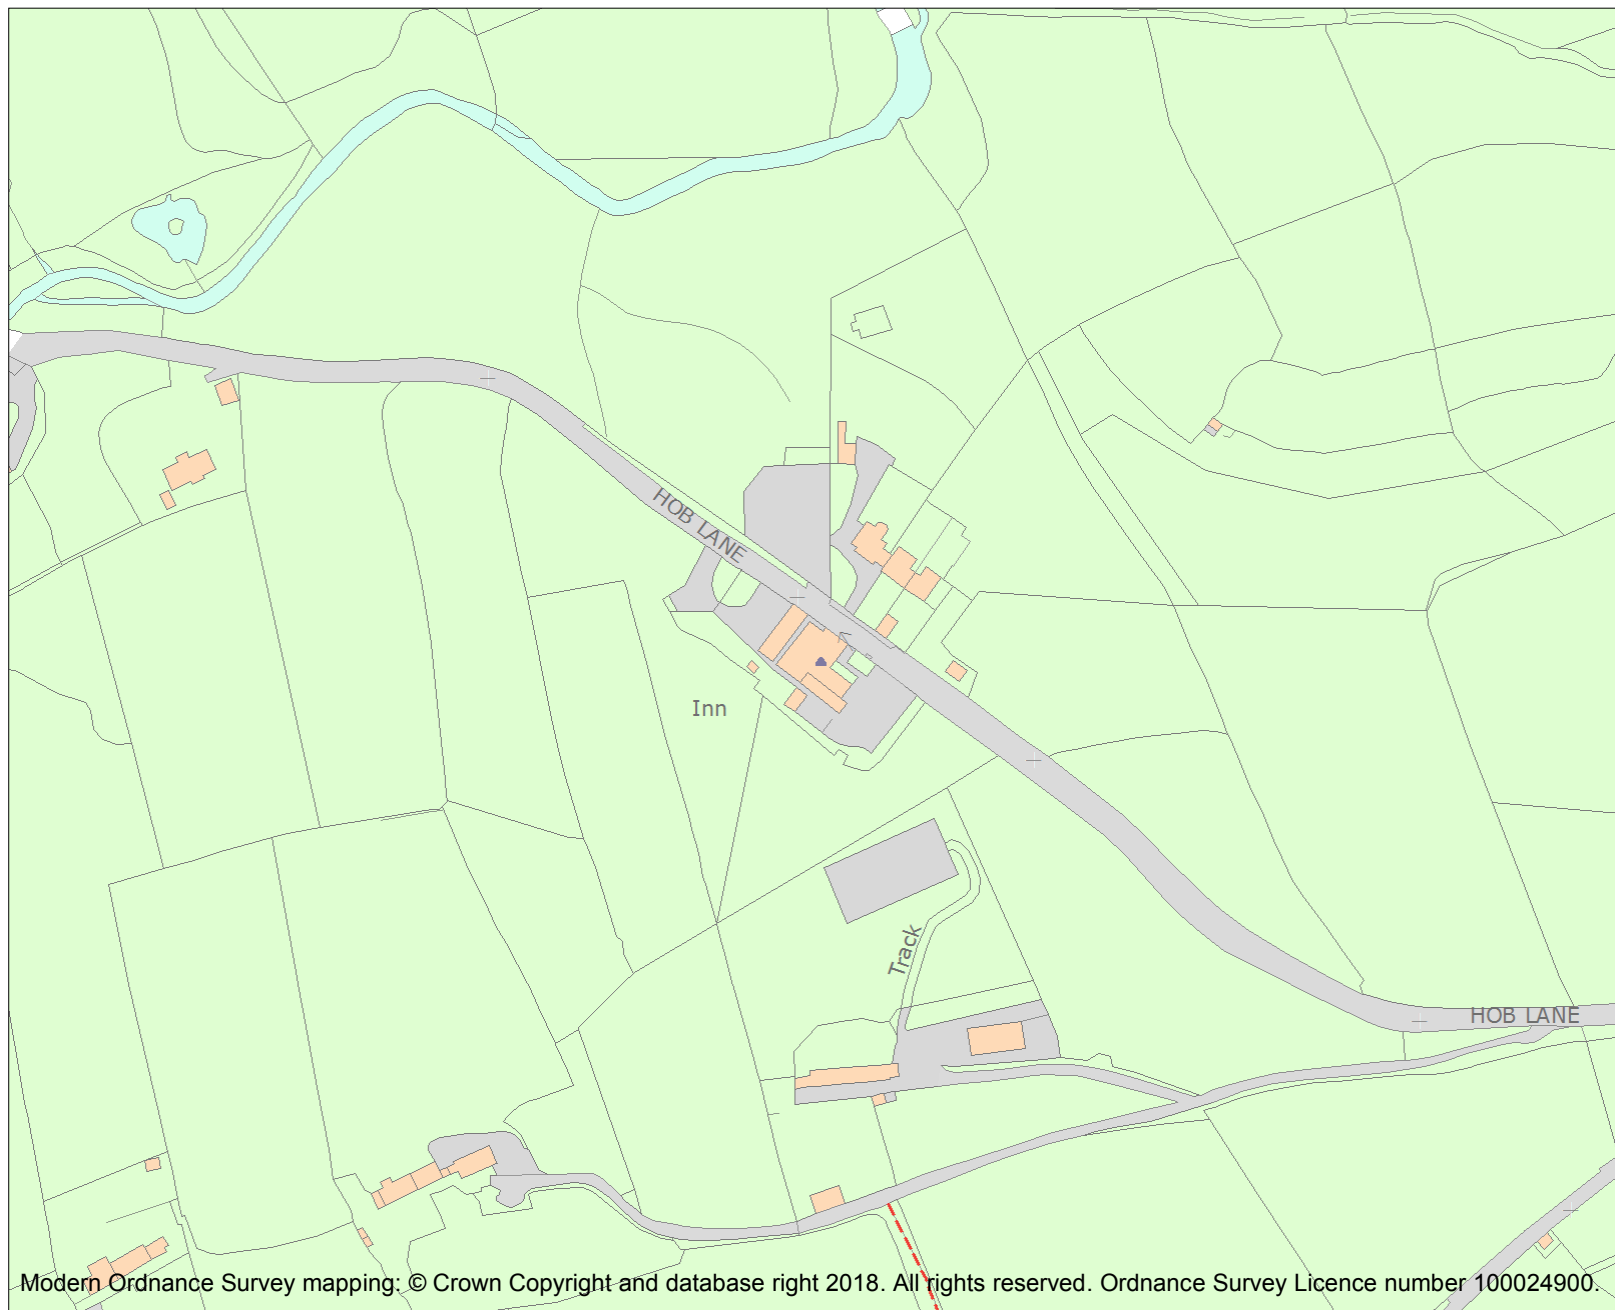 HOB LANE
Inn
Track
HOB LANE
Modern Ordnance Survey mapping: © Crown Copyright and database right 2018. All rights reserved. Ordnance Survey Licence number 100024900.